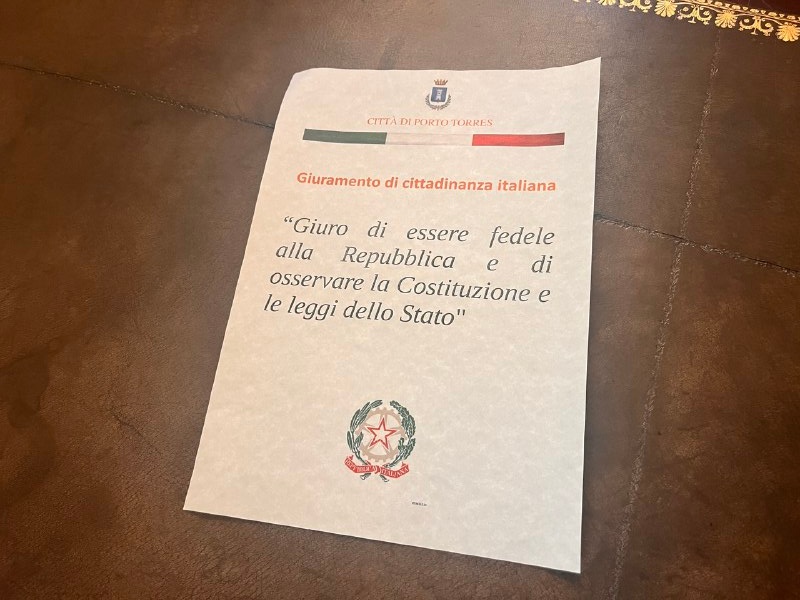 CITTÀ DI PORTO TORRES
Giuramento di cittadinanza italiana
“Giuro di essere fedele
alla Repubblica e di
osservare la Costituzione e
le leggi dello Stato"
REPUBBLICA ITALIANA